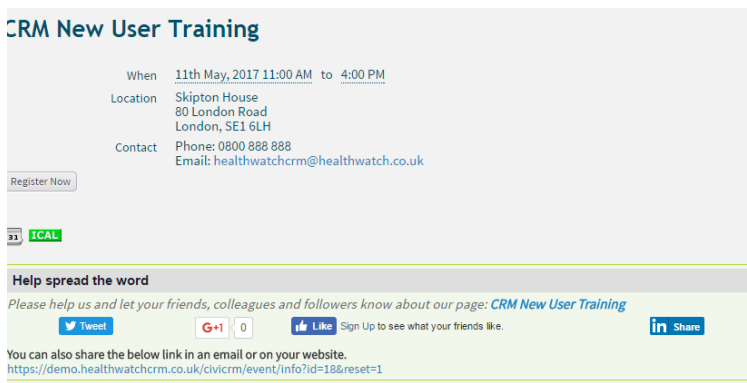 CRM New User Training
When 11th May, 2017 11:00 AM to 4:00 PM
Location Skipton House
80 London Road
London, SE1 6LH
Contact Phone: 0800 888 888
Email: healthwatchcrm@healthwatch.co.uk
Register Now
31 ICAL
Help spread the word
Please help us and let your friends, colleagues and followers know about our page: CRM New User Training
Tweet G+1 0 Like Sign Up to see what your friends like. in Share
You can also share the below link in an email or on your website.
https://demo.healthwatchcrm.co.uk/civicrm/event/info?id=18&reset=1